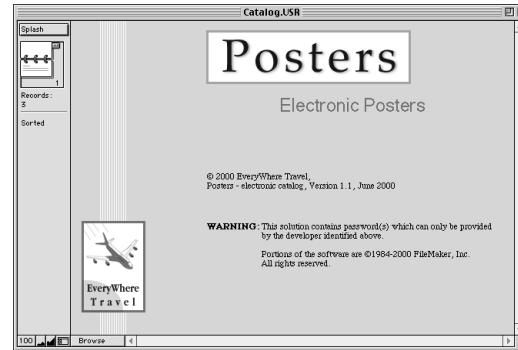 Catalog.USR
Splash
1
Records:
3
Sorted
Posters
Electronic Posters
© 2000 EveryWhere Travel,
Posters - electronic catalog, Version 1.1, June 2000
WARNING: This solution contains password(s) which can only be provided
by the developer identified above.
Portions of the software are ©1984-2000 FileMaker, Inc.
All rights reserved.
EveryWhere
Travel
100
Browse